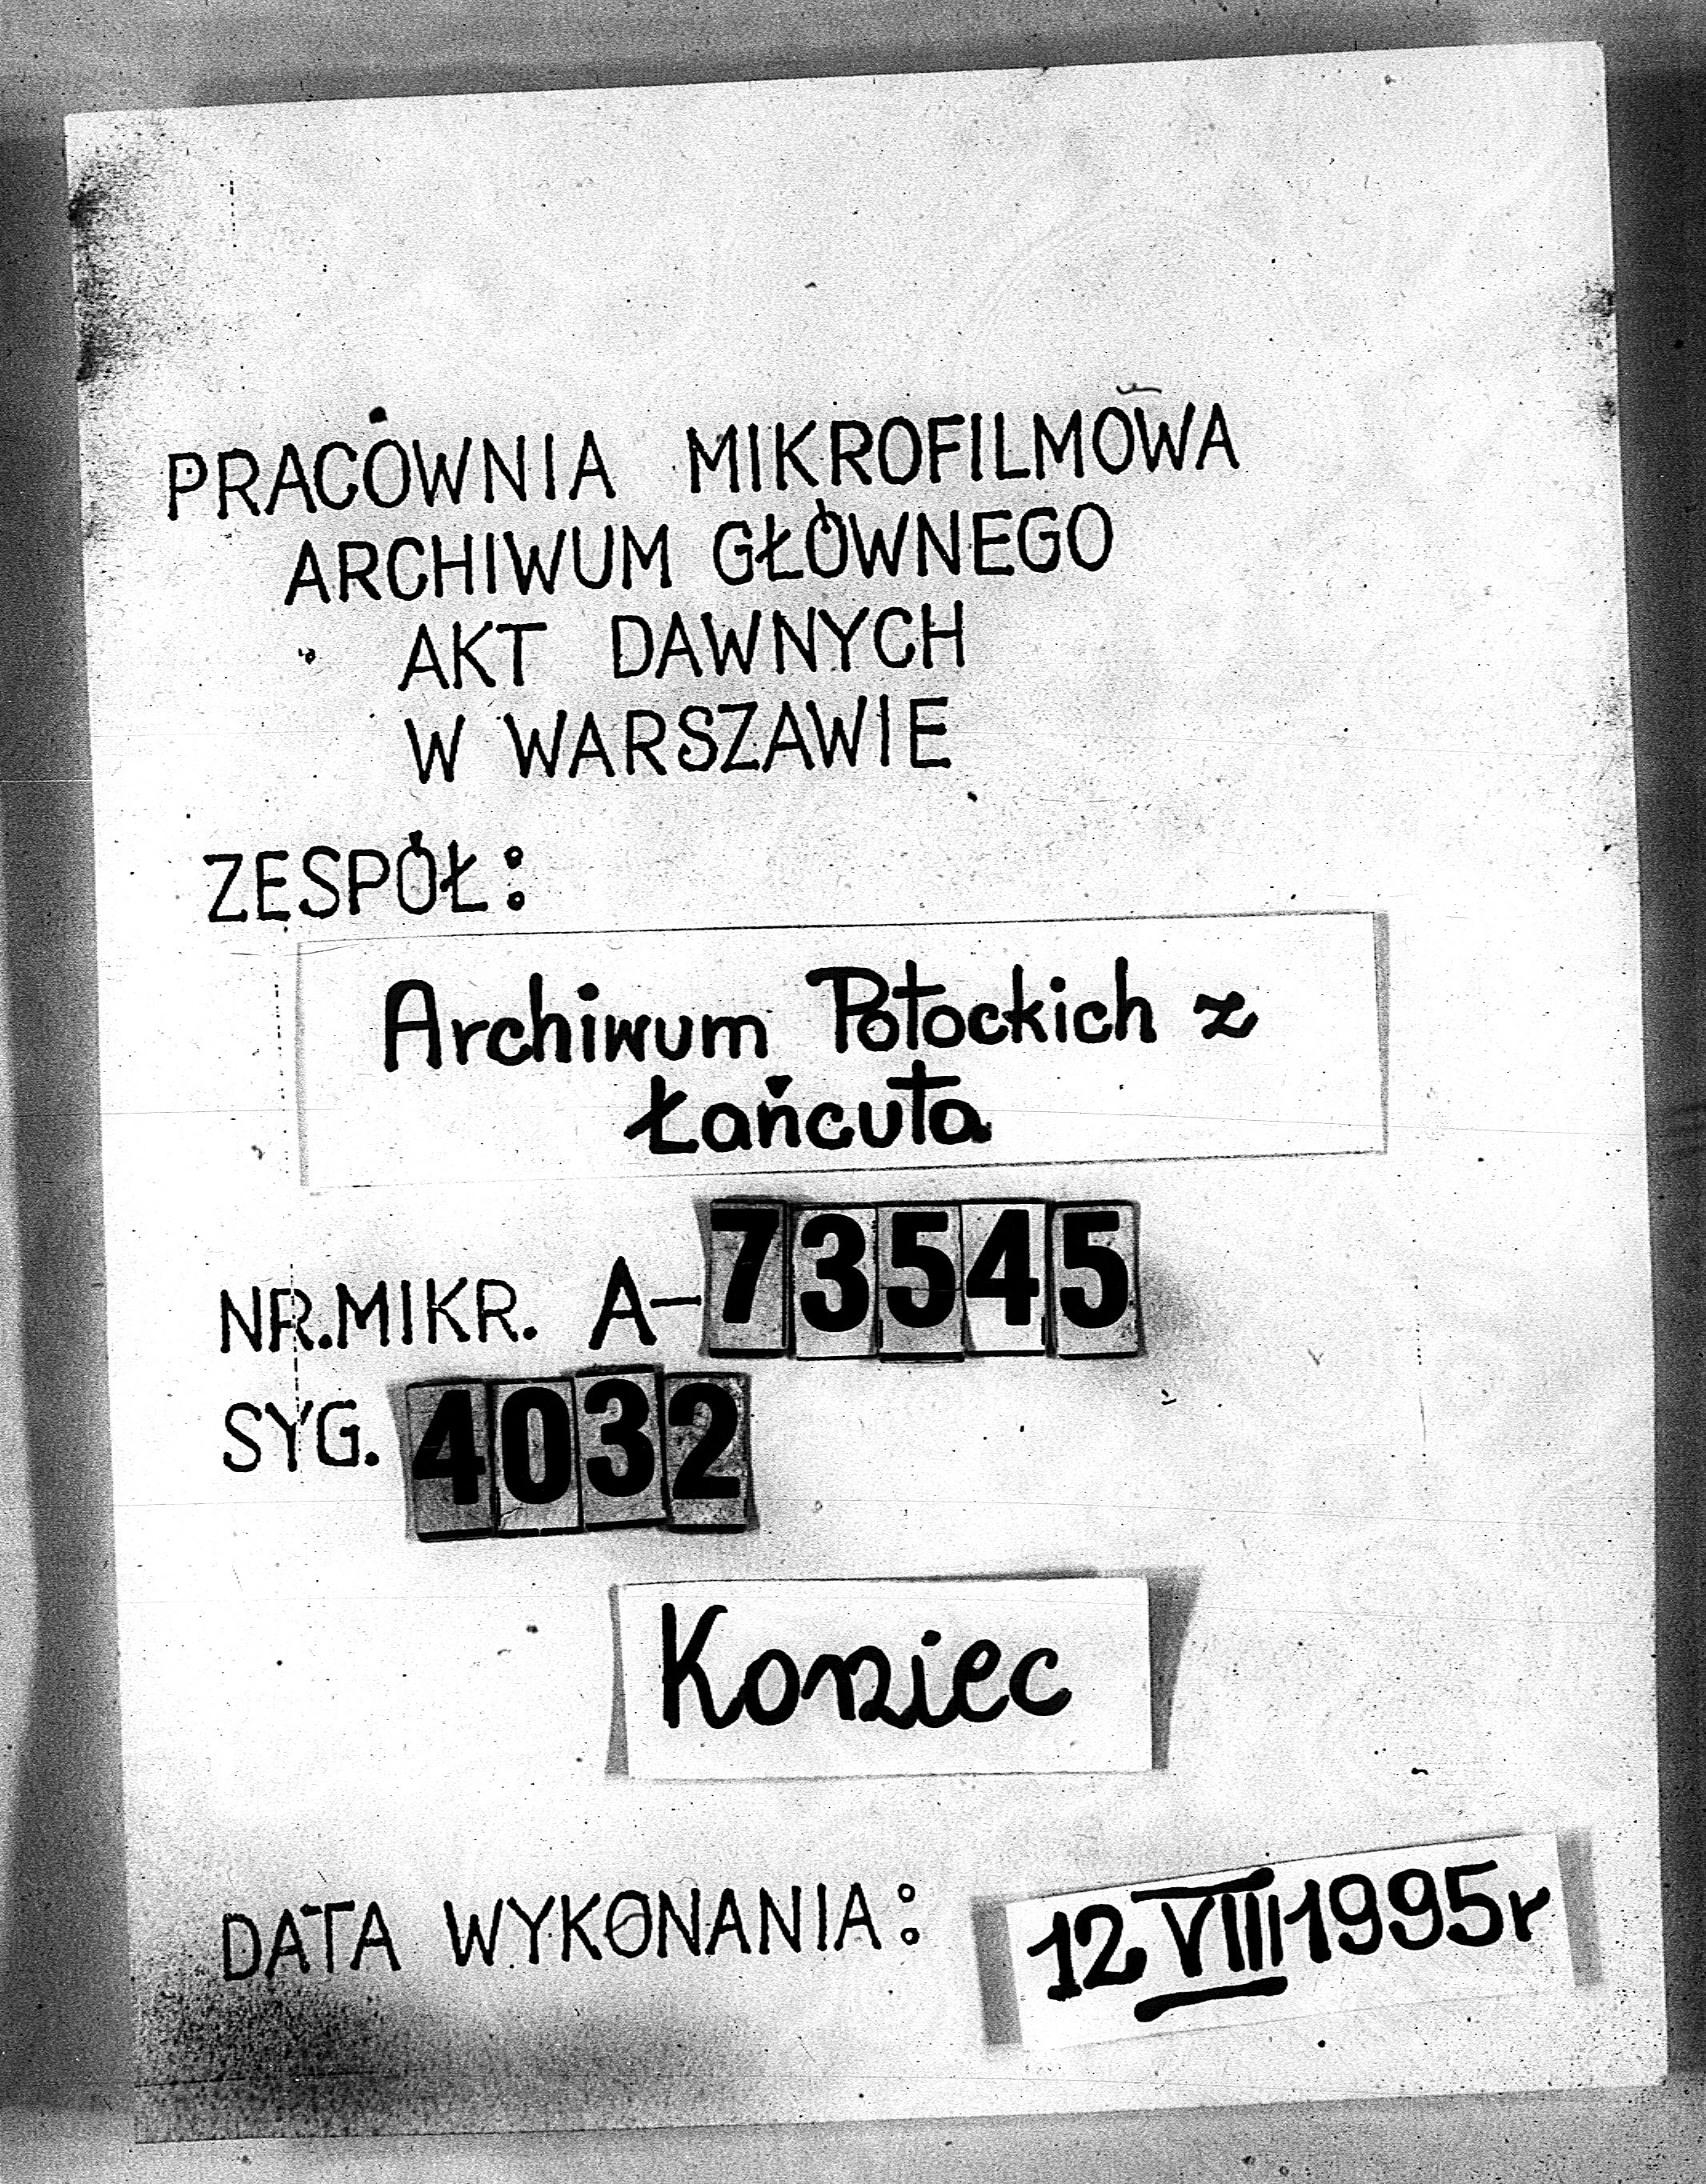 PRACÓWNIA MIKROFILMOWA
ARCHIWUM GŁÓWNEGO
AKT DAWNYCH
W WARSZAWIE
ZESPÓŁ:
Archiwum Potockich z
Łańcuta
NR.MIKR. A-73545
SYG. 4032
Koniec
DATA WYKONANIA: 12 VIII 1995r